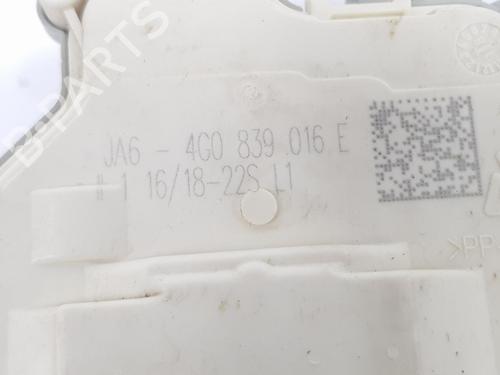 B-PARTS
JA6 - 4G0 839 016 E
1 16/18-22S L1
>PP